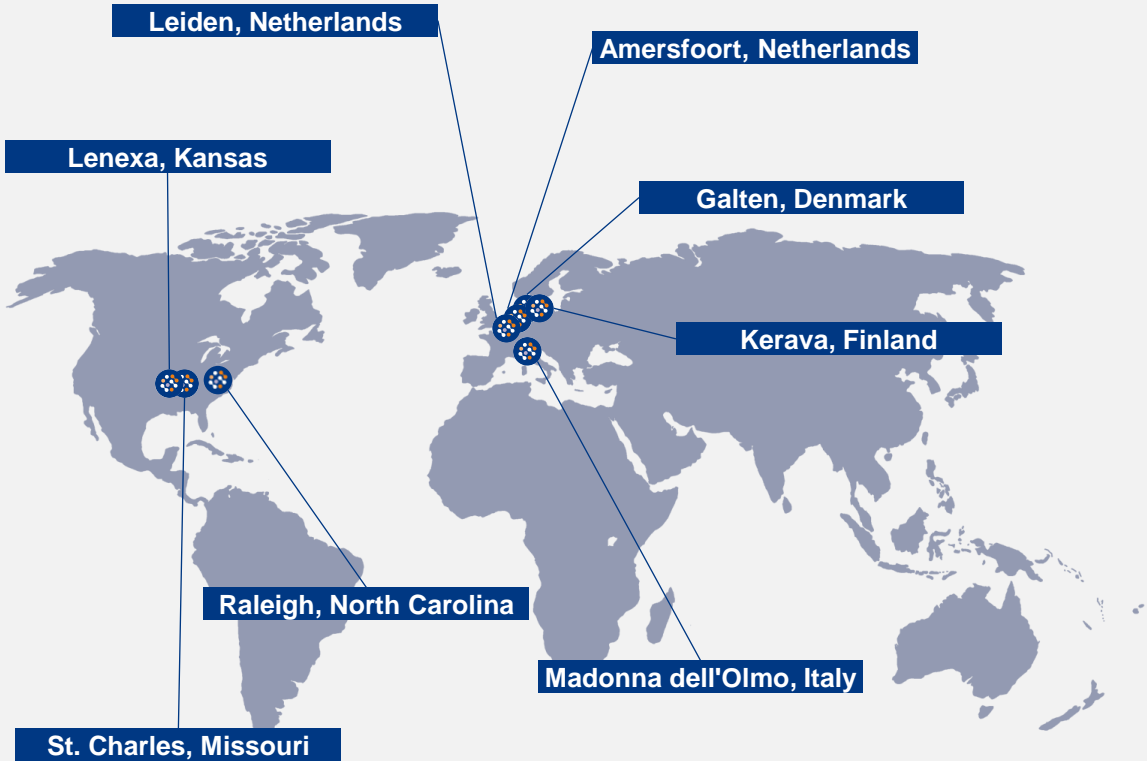 Leiden, Netherlands
Amersfoort, Netherlands
Lenexa, Kansas
Galten, Denmark
Kerava, Finland
Raleigh, North Carolina
Madonna dell'Olmo, Italy
St. Charles, Missouri